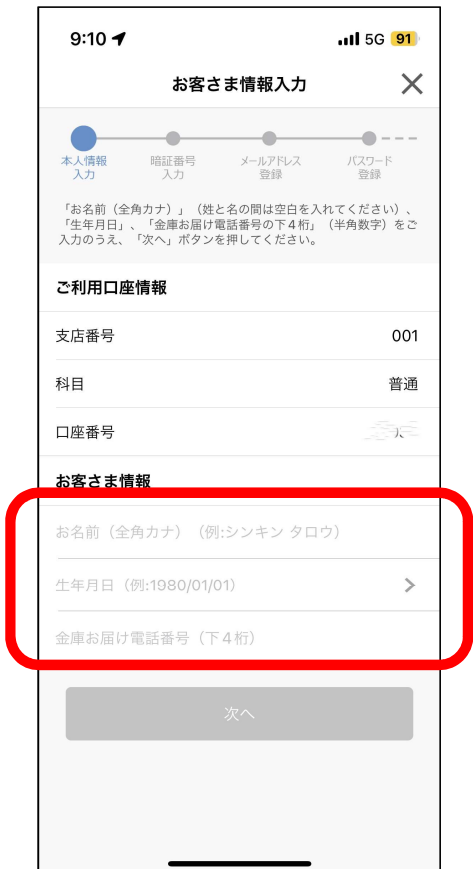 9:10
5G 91
お客さま情報入力
本人情報
入力
暗証番号
入力
メールアドレス
登録
パスワード
登録
「お名前（全角カナ）」（姓と名の間は空白を入れてください）、
「生年月日」、「金庫お届け電話番号の下４桁」（半角数字）をご
入力のうえ、「次へ」ボタンを押してください。
ご利用口座情報
支店番号 001
科目 普通
口座番号
お客さま情報
お名前（全角カナ）（例:シンキン タロウ）
生年月日（例:1980/01/01）
金庫お届け電話番号（下４桁）
次へ